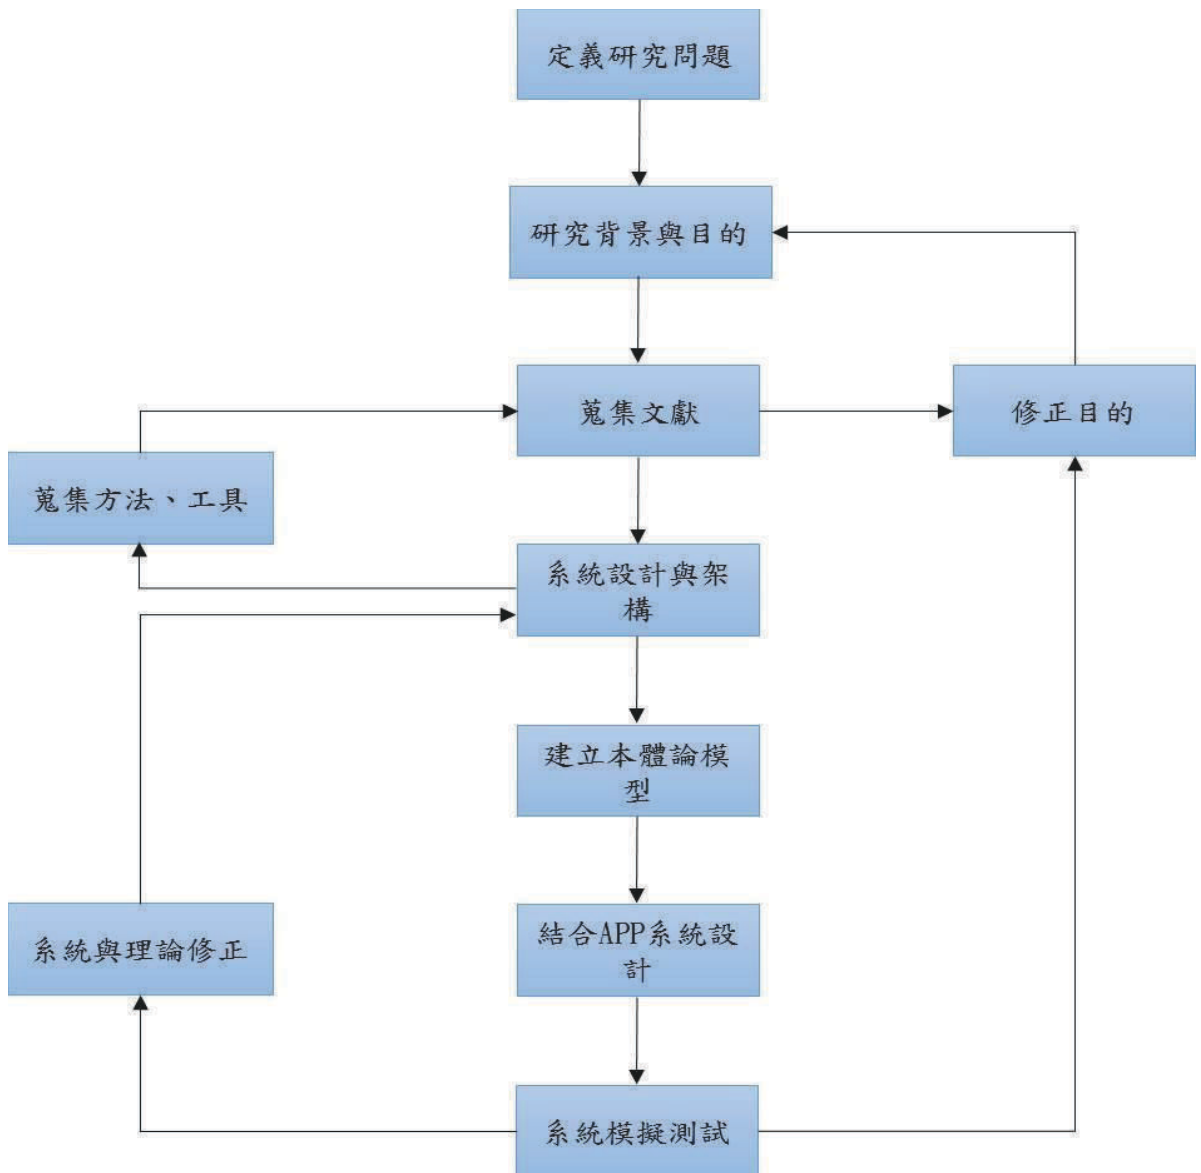 定義研究問題
研究背景與目的
蒐集文獻
修正目的
蒐集方法、工具
系統設計與架
構
建立本體論模
型
結合APP系統設
計
系統與理論修正
系統模擬測試